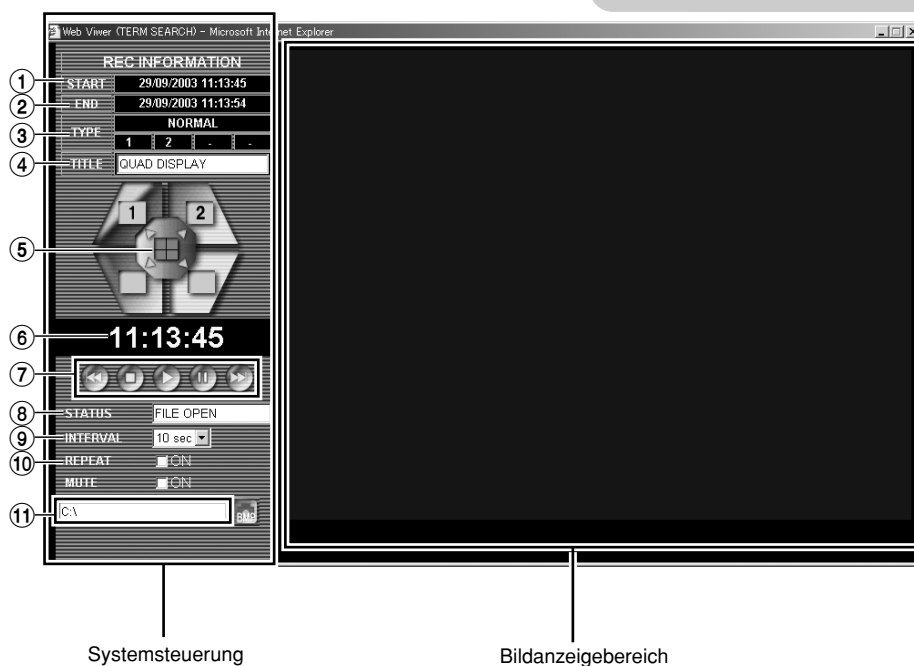 Web Viwer (TERM SEARCH) - Microsoft Internet Explorer
REC INFORMATION
1 START 29/09/2003 11:13:45
2 END 29/09/2003 11:13:54
3 TYPE NORMAL
1 2 - -
4 TITLE QUAD DISPLAY
1 2
5
6 11:13:45
7
8 STATUS FILE OPEN
9 INTERVAL 10 sec
10 REPEAT ON
MUTE ON
11 C:\ BMP
Systemsteuerung Bildanzeigebereich